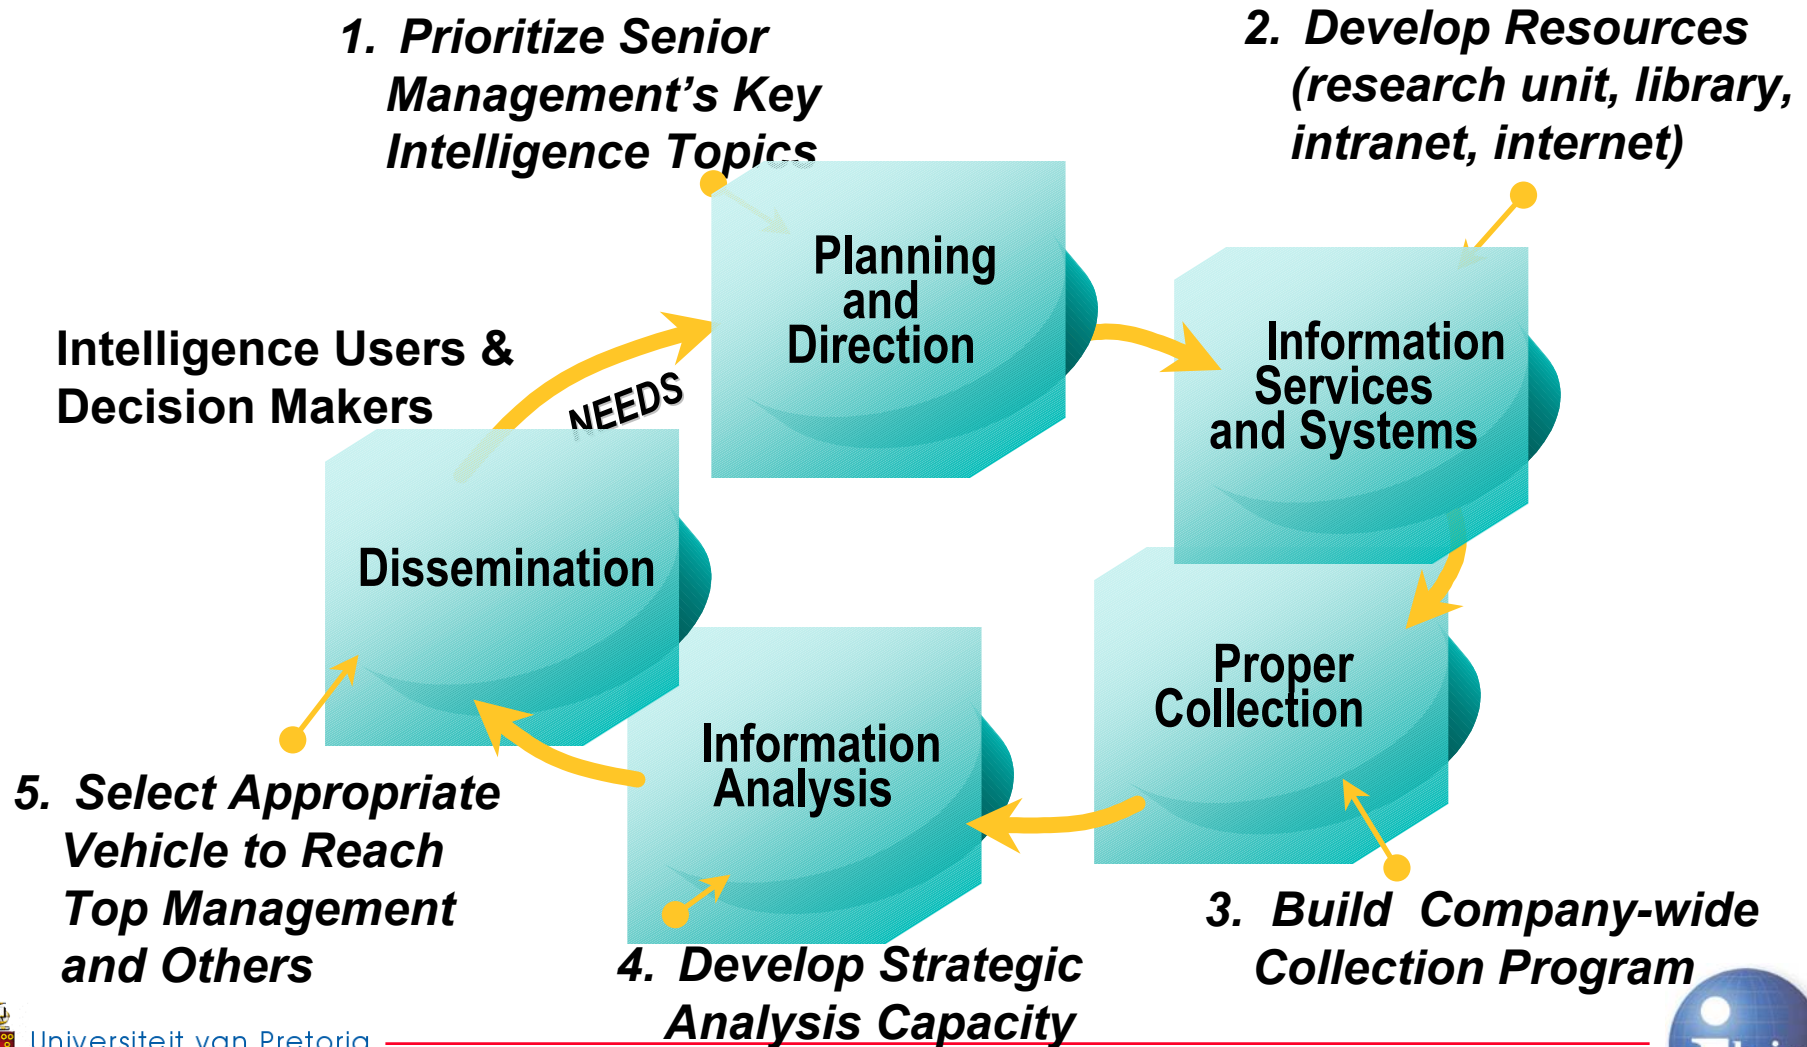 1. Prioritize Senior
Management's Key
Intelligence Topics
2. Develop Resources
(research unit, library,
intranet, internet)
Planning
and
Direction
Information
Services
and Systems
Intelligence Users &
Decision Makers
NEEDS
Dissemination
Proper
Collection
Information
Analysis
5. Select Appropriate
Vehicle to Reach
Top Management
and Others
4. Develop Strategic
Analysis Capacity
3. Build Company-wide
Collection Program
Universiteit van Pretoria